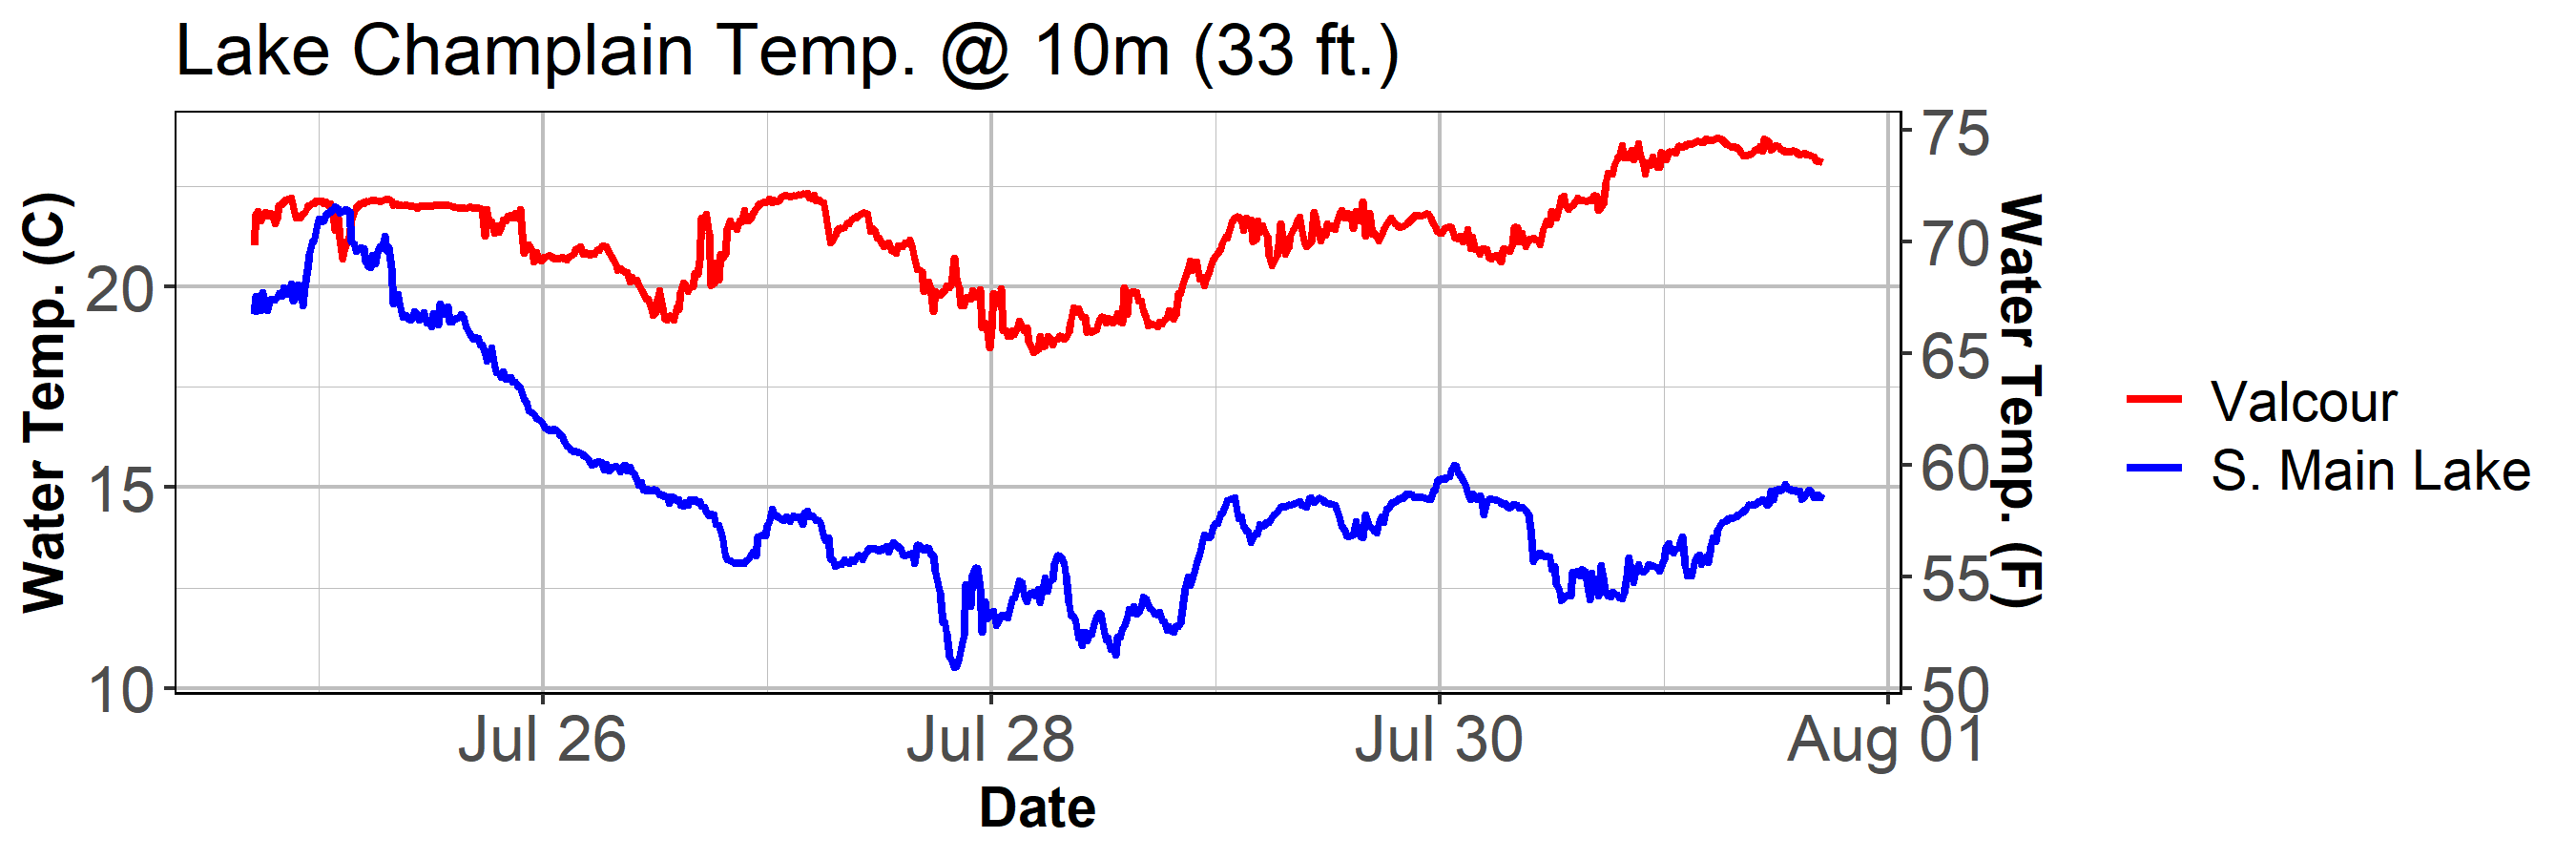 Lake Champlain Temp. @ 10m (33 ft.)
Water Temp. (C)
20
15
10
75
70
65
60
55
50
Water Temp. (F)
Jul 26
Jul 28
Jul 30
Aug 01
Date
Valcour
S. Main Lake